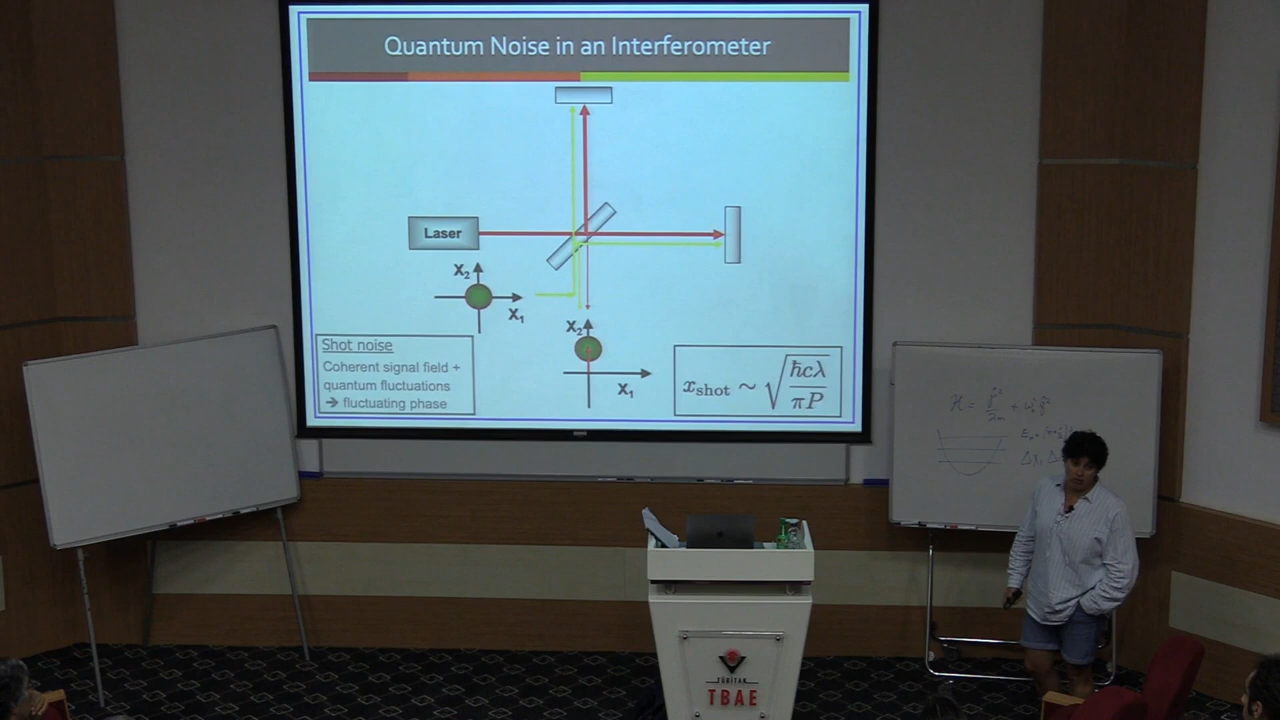 Quantum Noise in an Interferometer
Laser
X₂
X₁
X₂
X₁
Shot noise
Coherent signal field +
quantum fluctuations
➔ fluctuating phase
x_shot ~ √(ħcλ/πP)
TÜBİTAK
TBAE